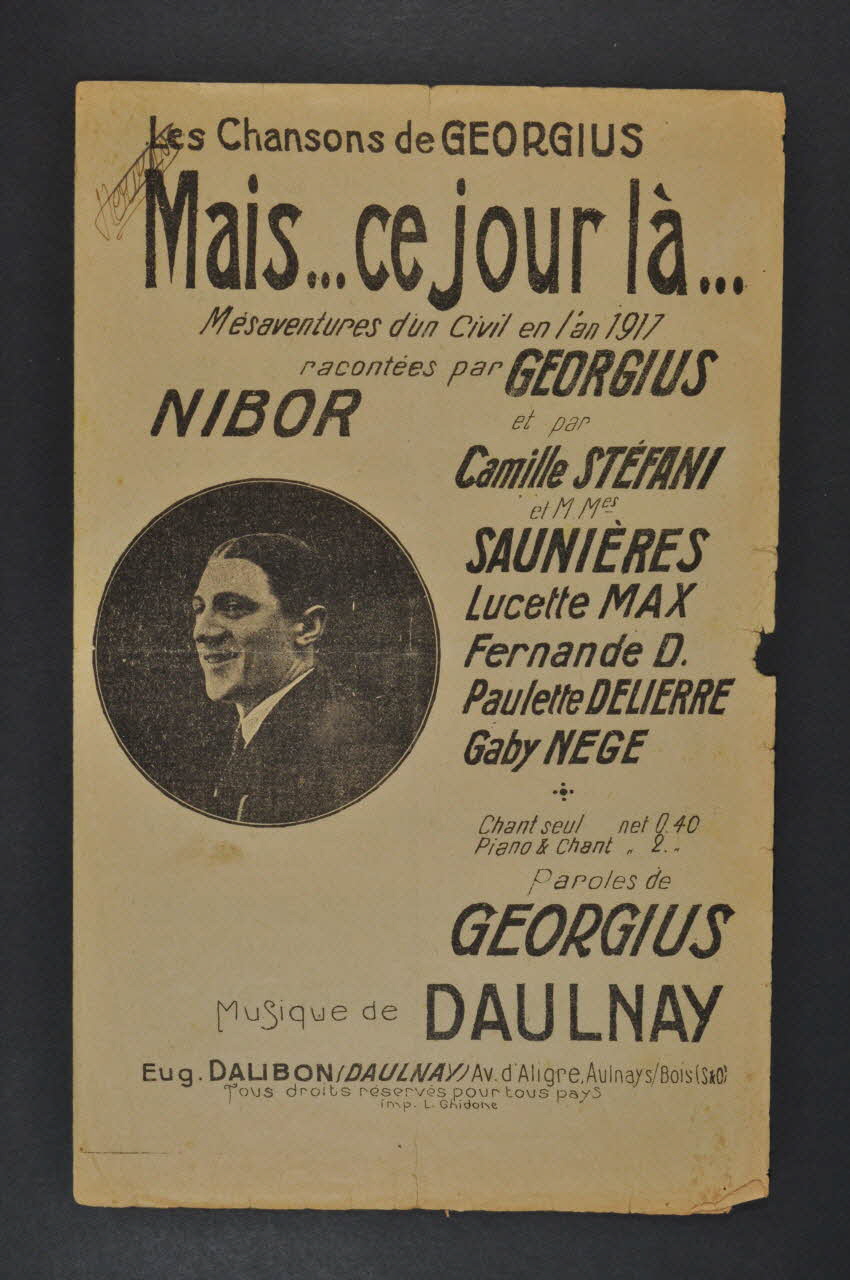 Les Chansons de GEORGIUS
Mais... ce jour là...
Mésaventures d'un Civil en l'an 1917
racontées par GEORGIUS
NIBOR
et par
Camille STÉFANI
et M Mes
SAUNIÈRES
Lucette MAX
Fernande D.
Paulette DELIERRE
Gaby NEGE
Chant seul net 0.40
Piano & Chant „ 2.„
Paroles de
GEORGIUS
Musique de DAULNAY
Eug. DALIBON (DAULNAY) Av. d'Aligre, Aulnay s/Bois (S&O)
Tous droits réservés pour tous pays
imp. L. Ghidone